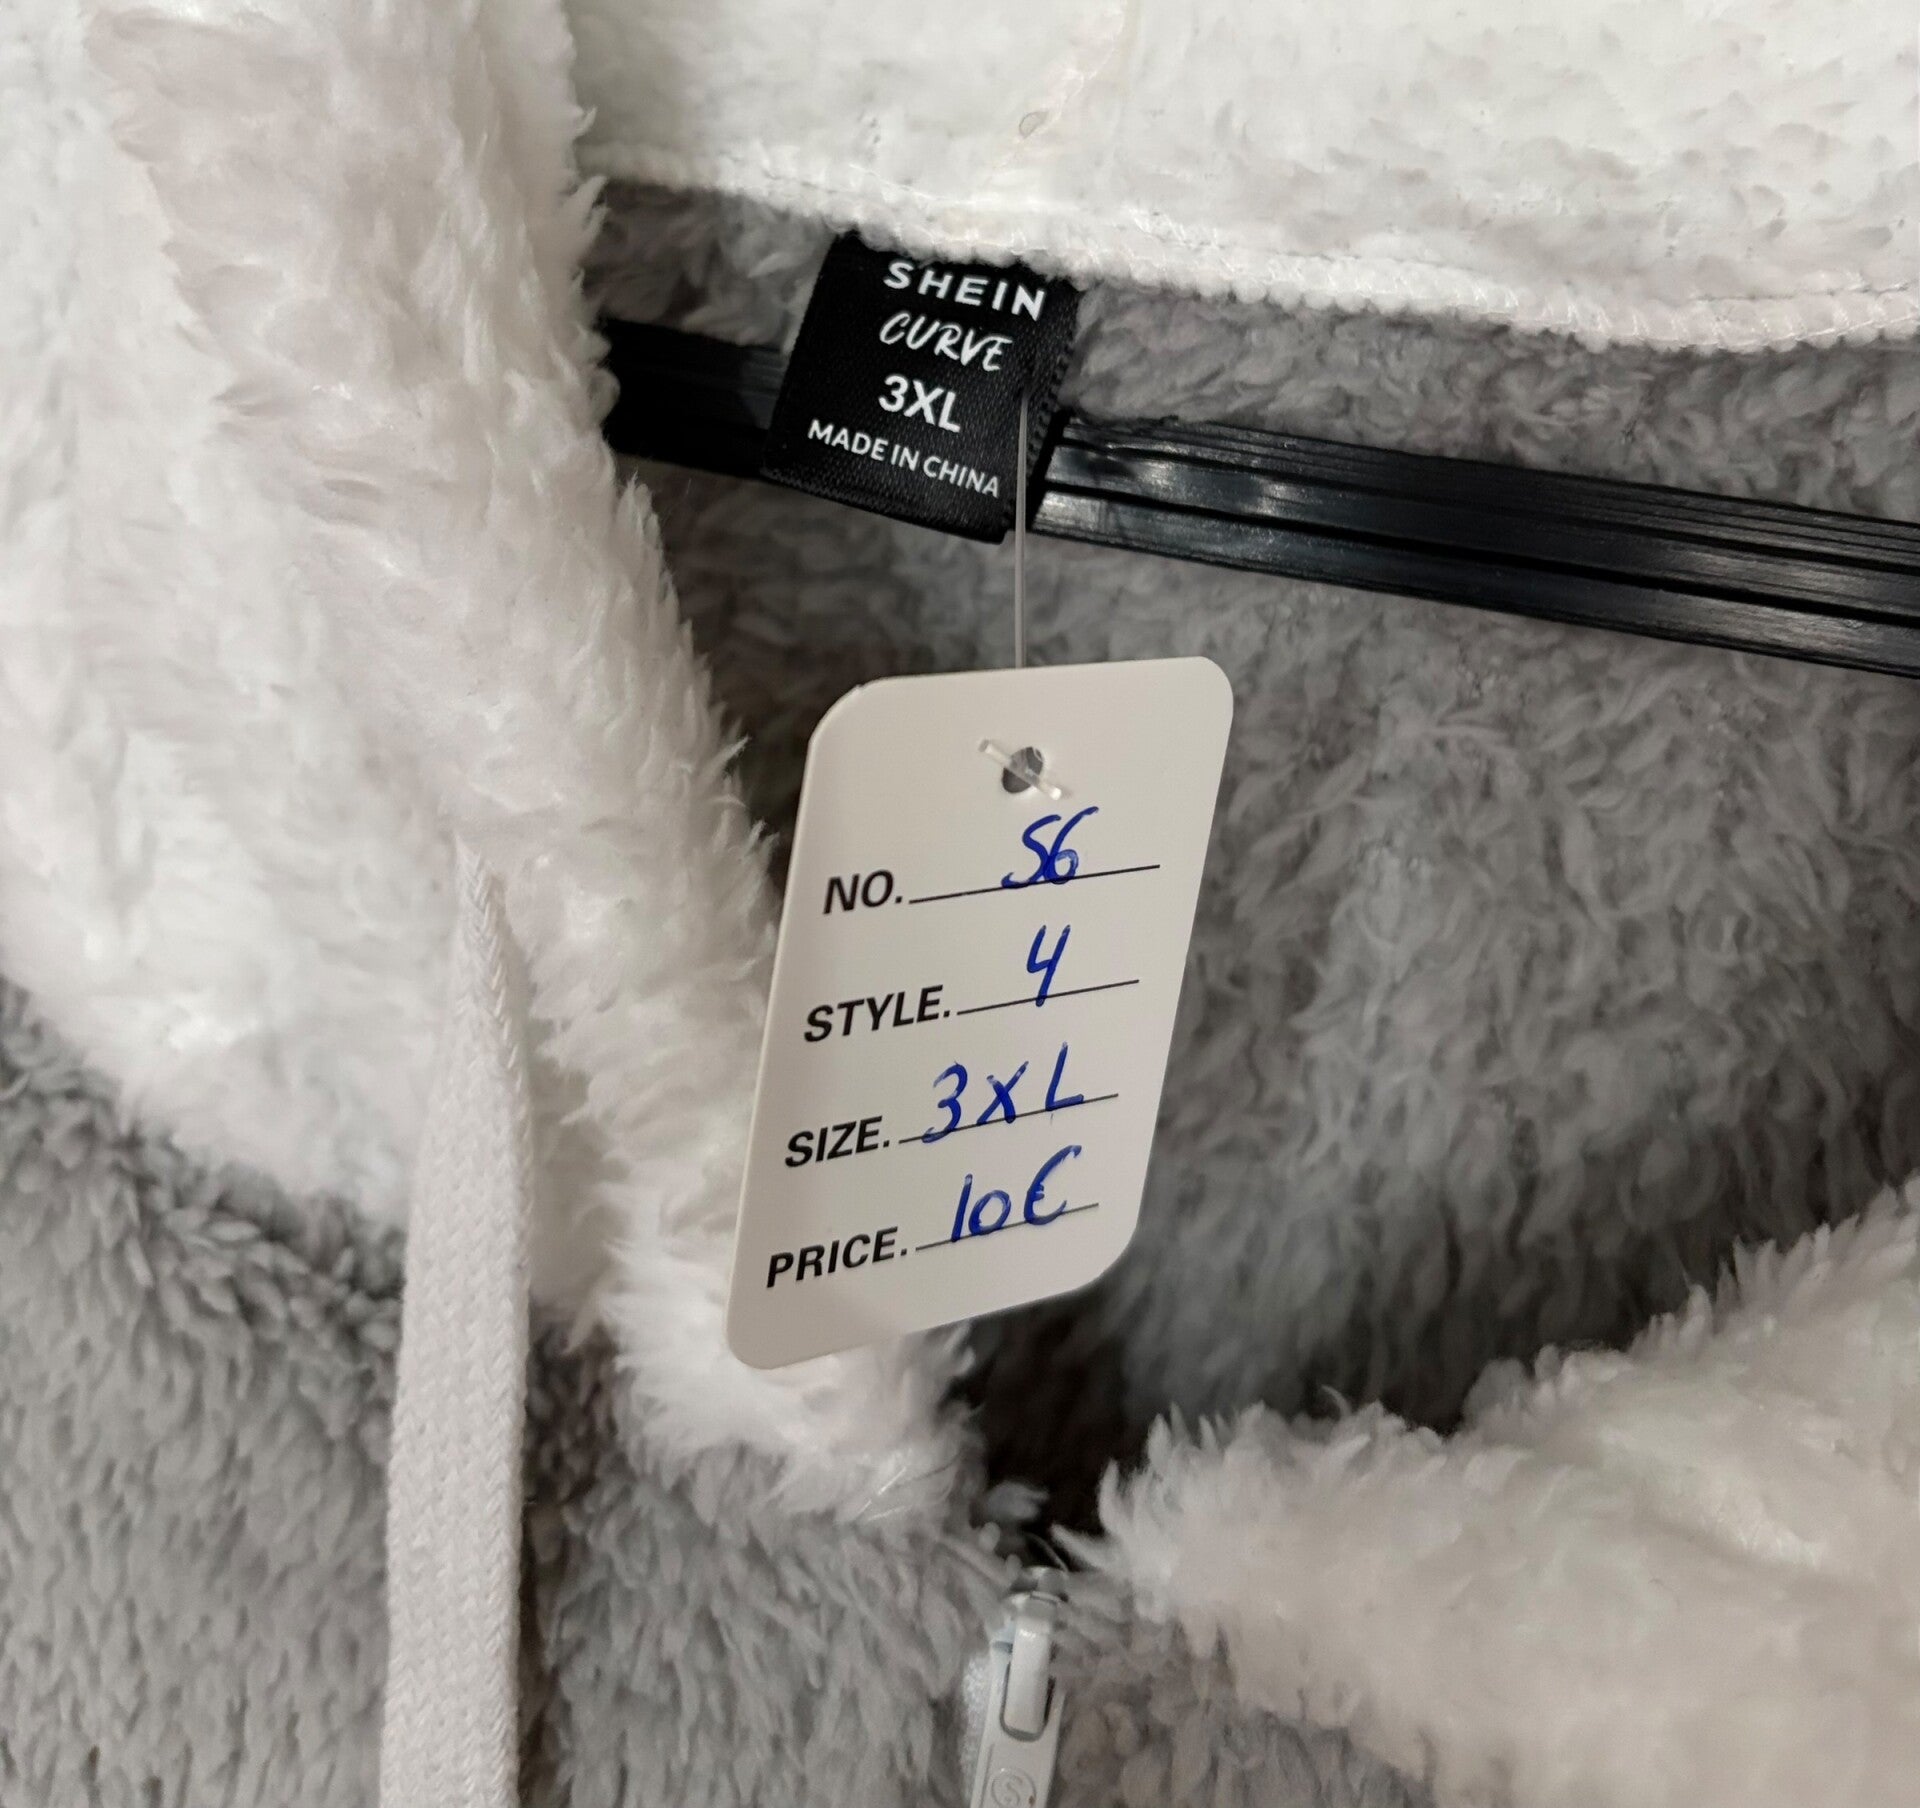 SHEIN
CURVE
3XL
MADE IN CHINA
NO. 56
STYLE. 4
SIZE. 3XL
PRICE. 10€
S